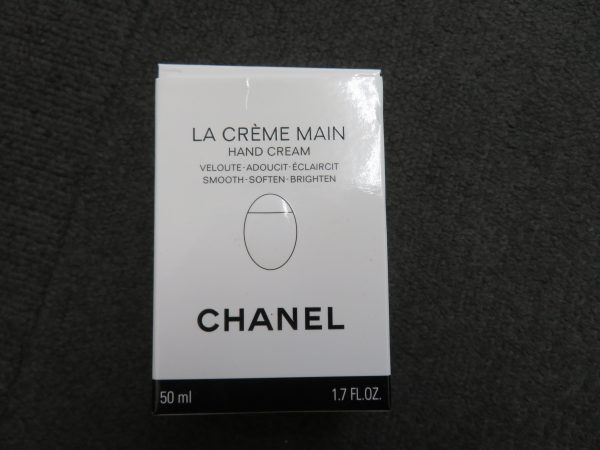 LA CRÈME MAIN
HAND CREAM
VELOUTE·ADOUCIT·ÉCLAIRCIT
SMOOTH·SOFTEN·BRIGHTEN
CHANEL
50 ml 1.7 FL.OZ.